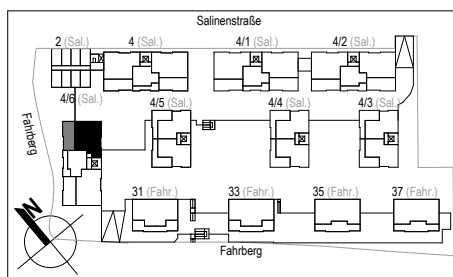 Salinenstraße
2 (Sal.) 4 (Sal.) 4/1 (Sal.) 4/2 (Sal.)
4/6 (Sal.) 4/5 (Sal.) 4/4 (Sal.) 4/3 (Sal.)
Fahrberg
31 (Fahr.) 33 (Fahr.) 35 (Fahr.) 37 (Fahr.)
N
Fahrberg